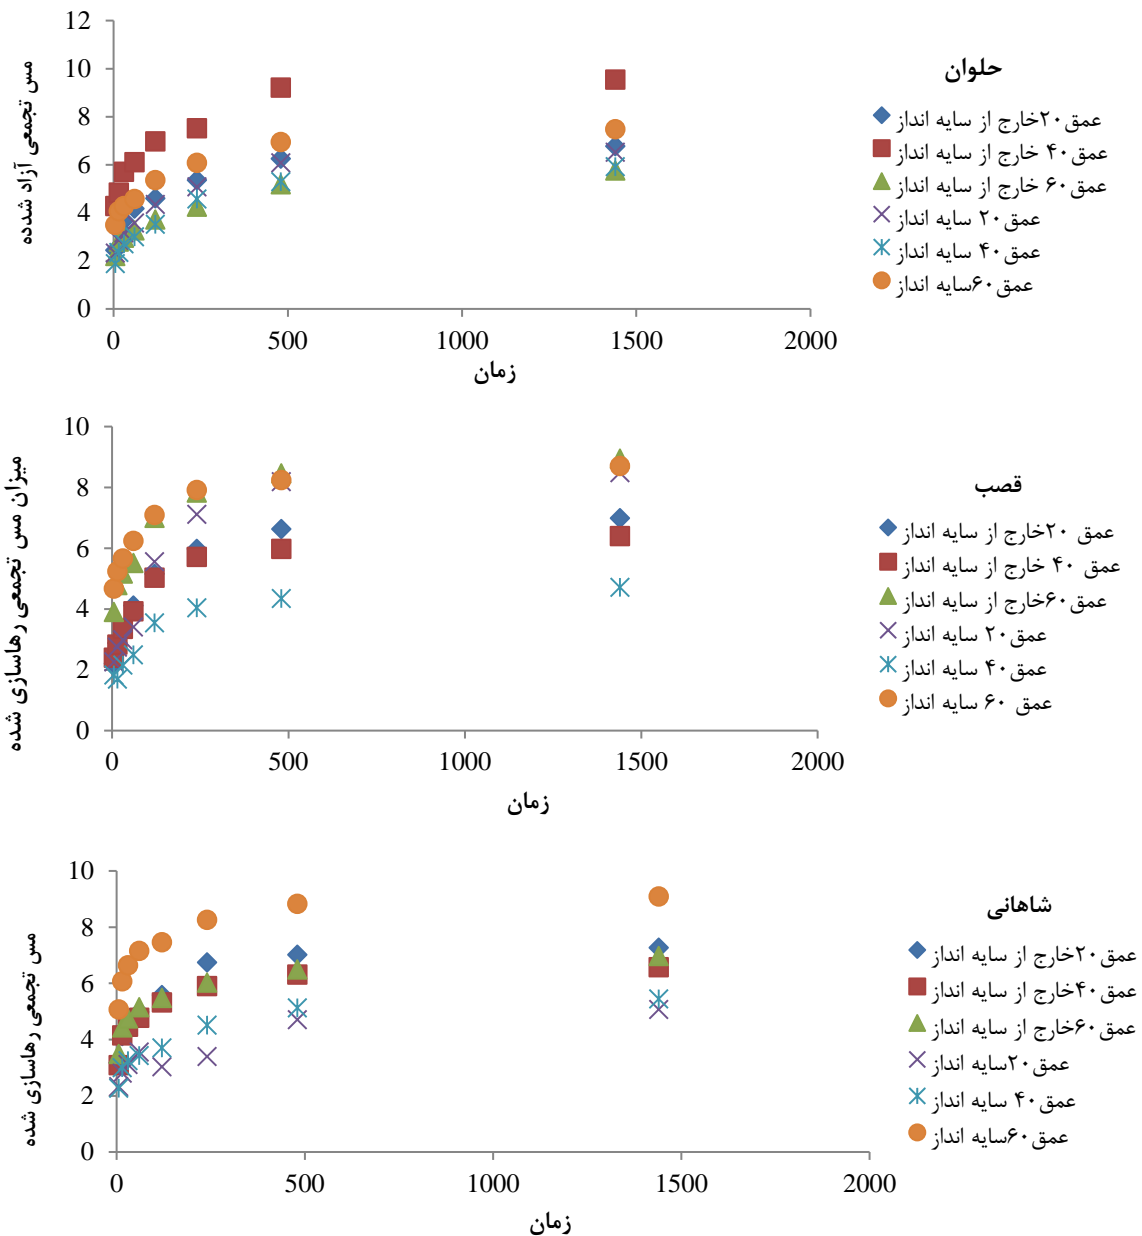 12
10
8
6
4
2
0
0
500
1000
1500
2000
مس تجمعی آزاد شدده
زمان
حلوان
عمق۲۰خارج از سایه انداز
عمق۴۰ خارج از سایه انداز
عمق۶۰ خارج از سایه انداز
عمق۲۰ سایه انداز
عمق۴۰ سایه انداز
عمق۶۰سایه انداز
10
8
6
4
2
0
0
500
1000
1500
2000
میزان مس تجمعی رهاسازی شده
زمان
قصب
عمق ۲۰خارج از سایه انداز
عمق ۴۰ خارج از سایه انداز
عمق۶۰خارج از سایه انداز
عمق۲۰ سایه انداز
عمق۴۰ سایه انداز
عمق ۶۰ سایه انداز
10
8
6
4
2
0
0
500
1000
1500
2000
مس تجمعی رهاسازی شده
زمان
شاهانی
عمق۲۰خارج از سایه انداز
عمق۴۰خارج از سایه انداز
عمق۶۰خارج از سایه انداز
عمق۲۰سایه انداز
عمق۴۰ سایه انداز
عمق۶۰سایه انداز